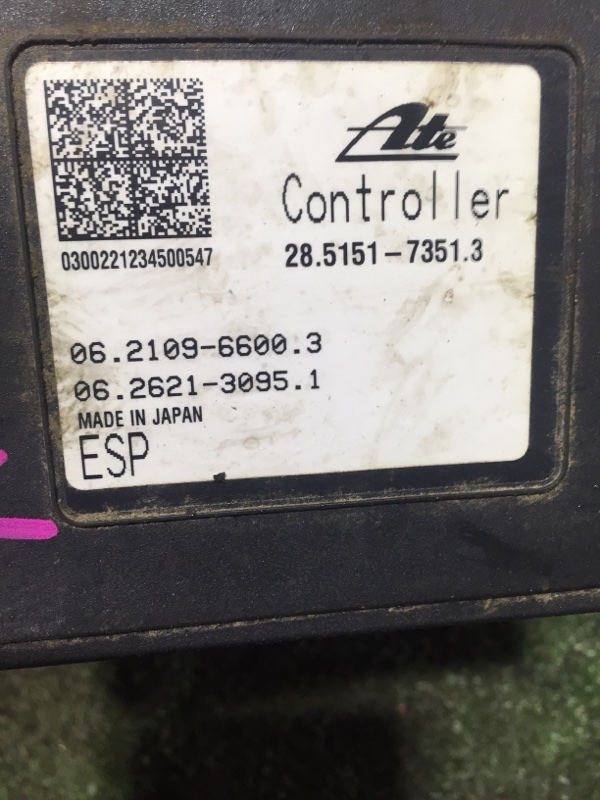 Ate
Controller
0300221234500547
28.5151-7351.3
06.2109-6600.3
06.2621-3095.1
MADE IN JAPAN
ESP